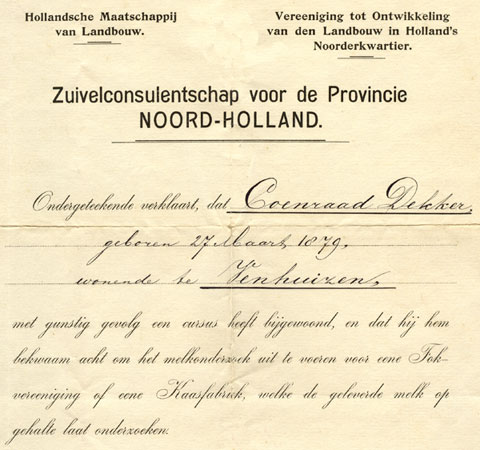 Hollandsche Maatschappij
van Landbouw.
Vereeniging tot Ontwikkeling
van den Landbouw in Holland's
Noorderkwartier.
Zuivelconsulentschap voor de Provincie
NOORD-HOLLAND.
Ondergeteekende verklaart, dat Coenraad Dekker.
geboren 27 Maart 1879,
wonende te Venhuizen,
met gunstig gevolg een cursus heeft bijgewoond, en dat hij hem
bekwaam acht om het melkonderzoek uit te voeren voor eene Fok-
vereeniging of eene Kaasfabriek, welke de geleverde melk op
gehalte laat onderzoeken.